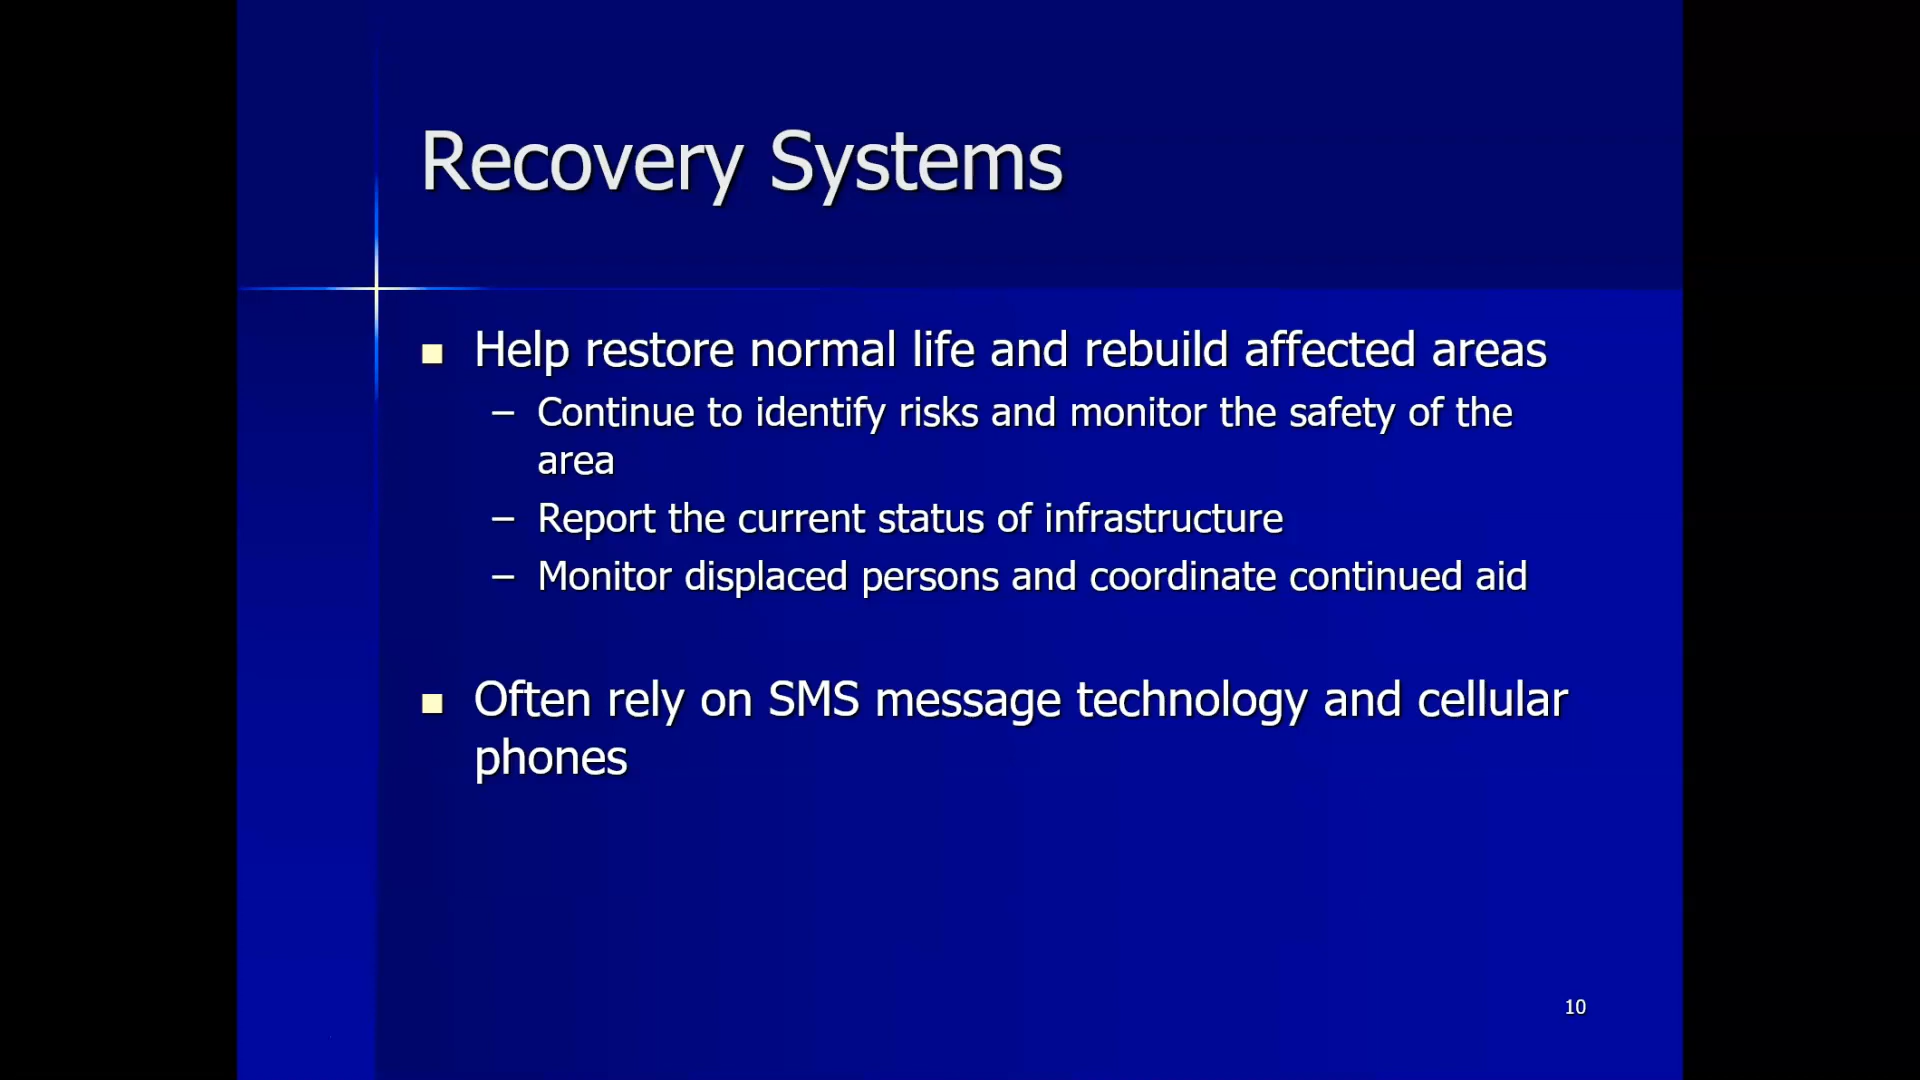 Recovery Systems
■ Help restore normal life and rebuild affected areas
– Continue to identify risks and monitor the safety of the
area
– Report the current status of infrastructure
– Monitor displaced persons and coordinate continued aid
■ Often rely on SMS message technology and cellular
phones
10